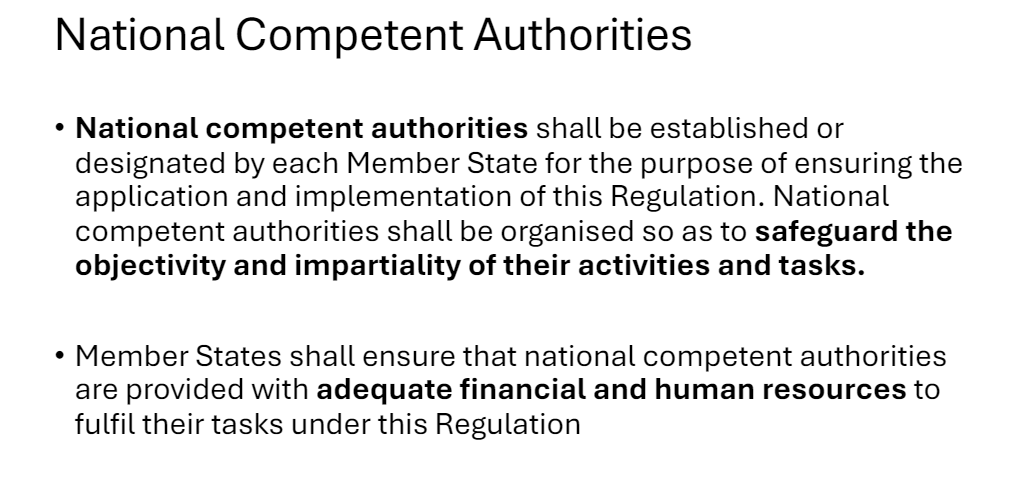 National Competent Authorities
• National competent authorities shall be established or
designated by each Member State for the purpose of ensuring the
application and implementation of this Regulation. National
competent authorities shall be organised so as to safeguard the
objectivity and impartiality of their activities and tasks.
• Member States shall ensure that national competent authorities
are provided with adequate financial and human resources to
fulfil their tasks under this Regulation